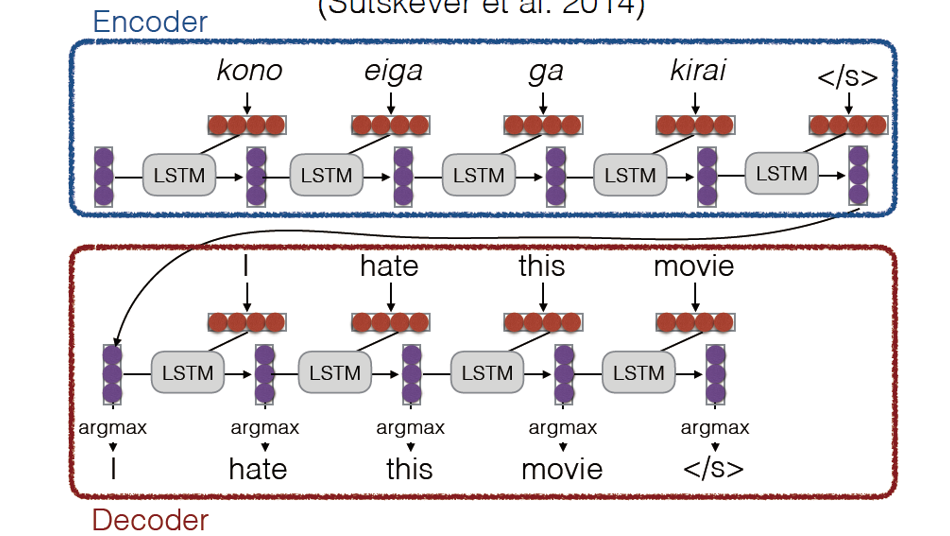 (Sutskever et al. 2014)
Encoder
kono eiga ga kirai </s>
LSTM LSTM LSTM LSTM LSTM
I hate this movie
LSTM LSTM LSTM LSTM
argmax argmax argmax argmax argmax
I hate this movie </s>
Decoder